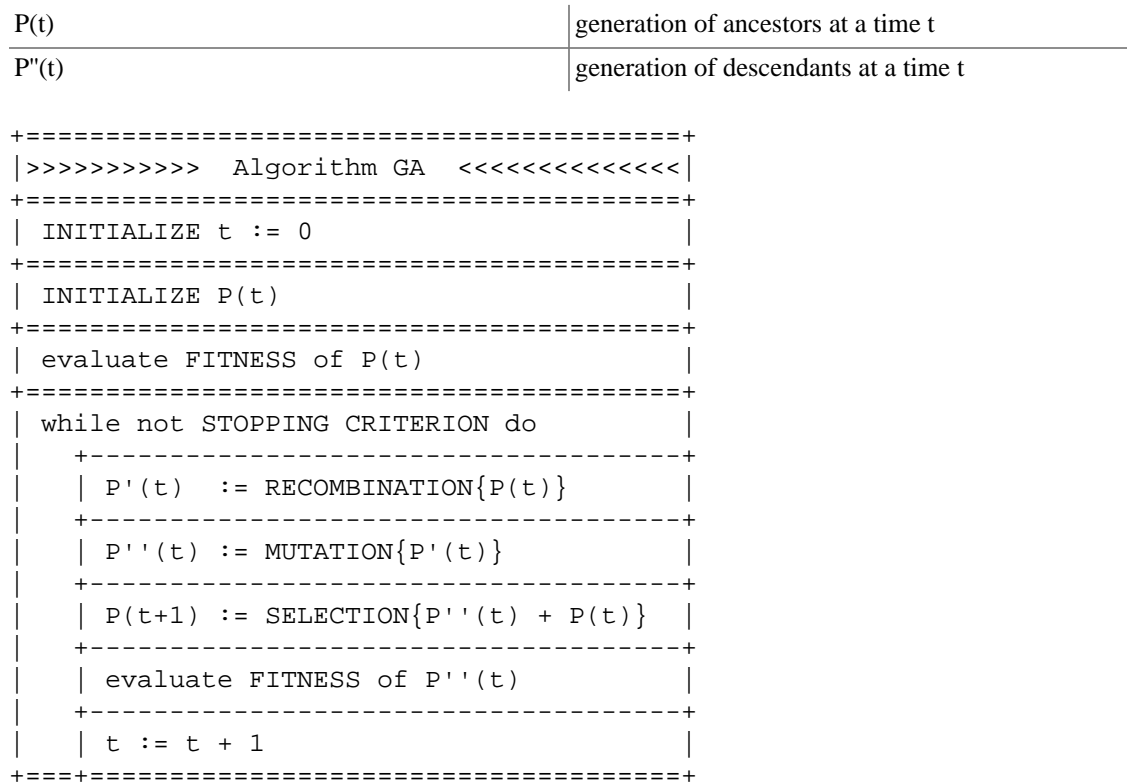 P(t) generation of ancestors at a time t
P"(t) generation of descendants at a time t
+=========================================+
|>>>>>>>>>>>  Algorithm GA  <<<<<<<<<<<<<<|
+=========================================+
| INITIALIZE t := 0                       |
+=========================================+
| INITIALIZE P(t)                         |
+=========================================+
| evaluate FITNESS of P(t)                |
+=========================================+
| while not STOPPING CRITERION do         |
|   +-------------------------------------+
|   | P'(t)  := RECOMBINATION{P(t)}       |
|   +-------------------------------------+
|   | P''(t) := MUTATION{P'(t)}           |
|   +-------------------------------------+
|   | P(t+1) := SELECTION{P''(t) + P(t)}  |
|   +-------------------------------------+
|   | evaluate FITNESS of P''(t)          |
|   +-------------------------------------+
|   | t := t + 1                          |
+===+=====================================+